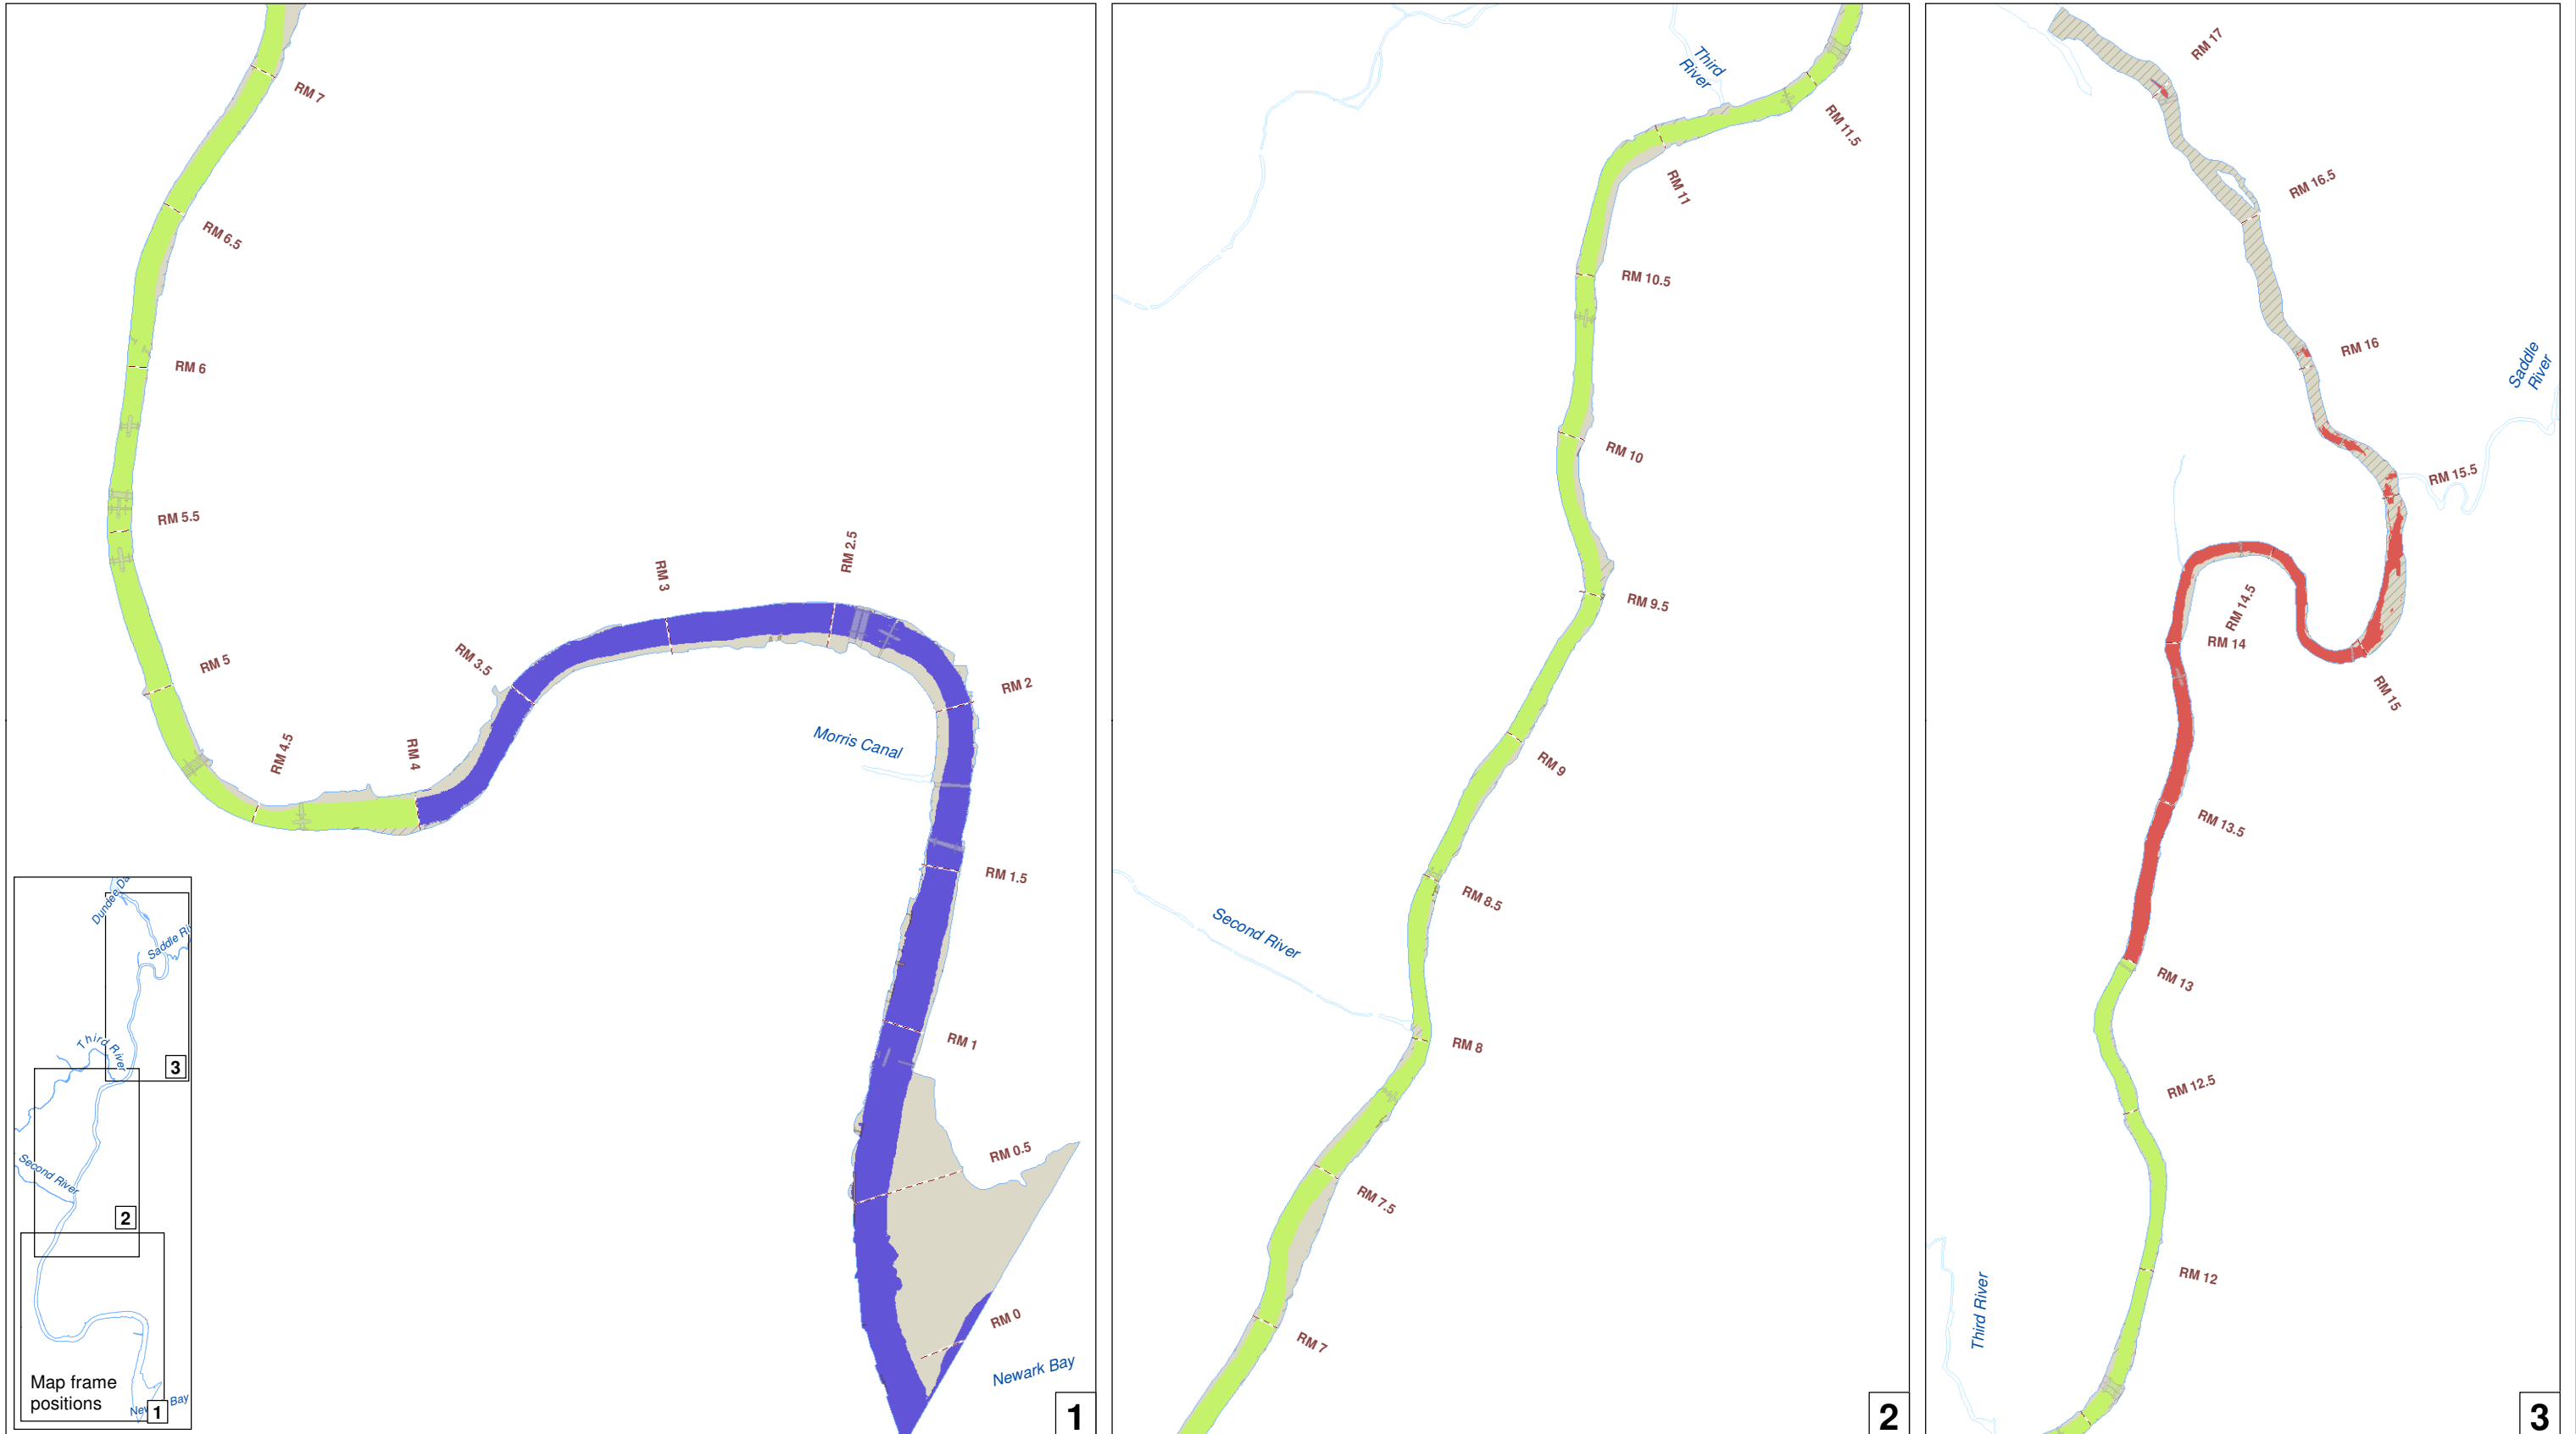 RM 7
RM 6.5
RM 6
RM 5.5
RM 5
RM 4.5
RM 4
RM 3.5
RM 3
RM 2.5
RM 2
Morris Canal
RM 1.5
RM 1
RM 0.5
RM 0
Newark Bay
1
Dundee Da
Saddle Ri
Third River
3
Second River
2
Map frame
positions
New
Bay
1
Third
River
RM 11.5
RM 11
RM 10.5
RM 10
RM 9.5
RM 9
RM 8.5
Second River
RM 8
RM 7.5
RM 7
2
RM 17
RM 16.5
RM 16
Saddle
River
RM 15.5
RM 14.5
RM 14
RM 15
RM 13.5
RM 13
RM 12.5
RM 12
Third River
3